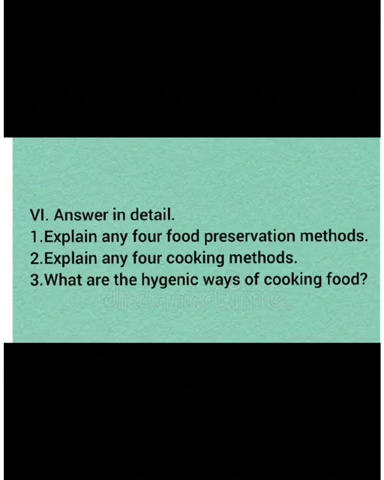 VI. Answer in detail.
1.Explain any four food preservation methods.
2.Explain any four cooking methods.
3.What are the hygenic ways of cooking food?